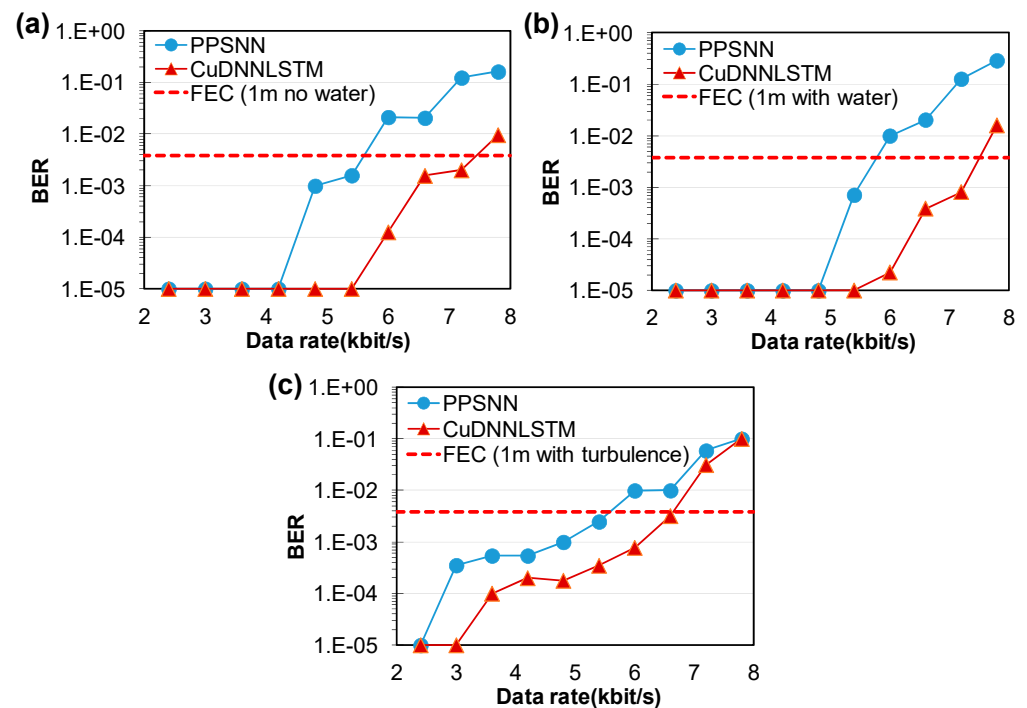 (a)
1.E+00
1.E-01
1.E-02
1.E-03
1.E-04
1.E-05
BER
PPSNN
CuDNNLSTM
FEC (1m no water)
2 3 4 5 6 7 8
Data rate(kbit/s)
(b)
1.E+00
1.E-01
1.E-02
1.E-03
1.E-04
1.E-05
BER
PPSNN
CuDNNLSTM
FEC (1m with water)
2 3 4 5 6 7 8
Data rate(kbit/s)
(c)
1.E+00
1.E-01
1.E-02
1.E-03
1.E-04
1.E-05
BER
PPSNN
CuDNNLSTM
FEC (1m with turbulence)
2 3 4 5 6 7 8
Data rate(kbit/s)